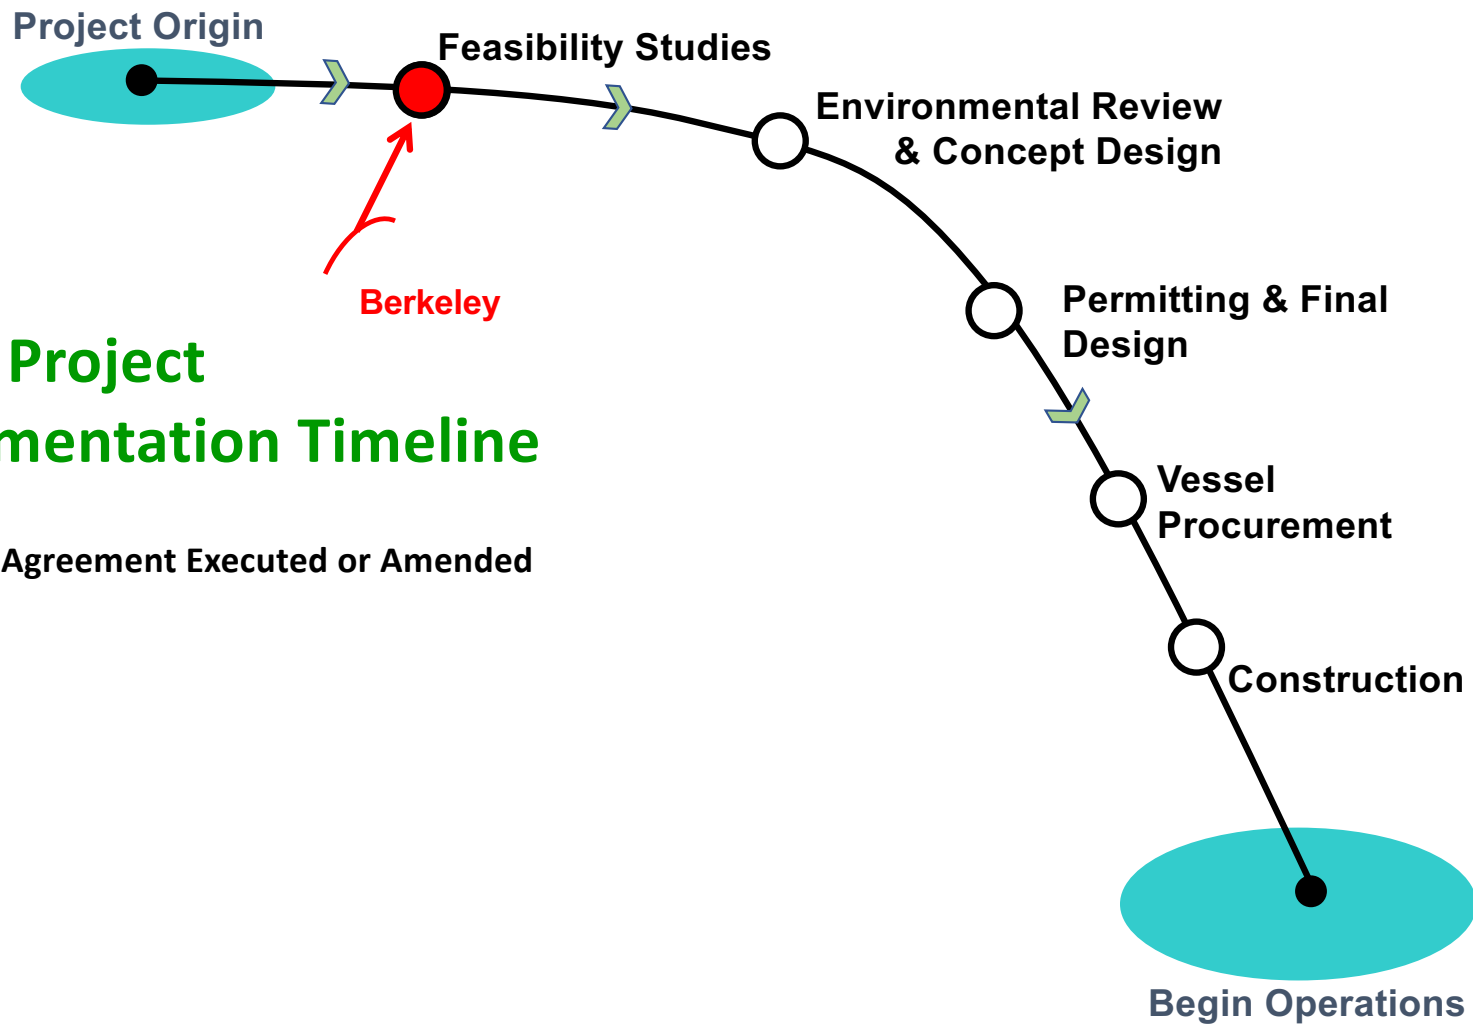 Project Origin
Feasibility Studies
Environmental Review
& Concept Design
Berkeley
Permitting & Final
Design
Project
mentation Timeline
Vessel
Procurement
Agreement Executed or Amended
Construction
Begin Operations